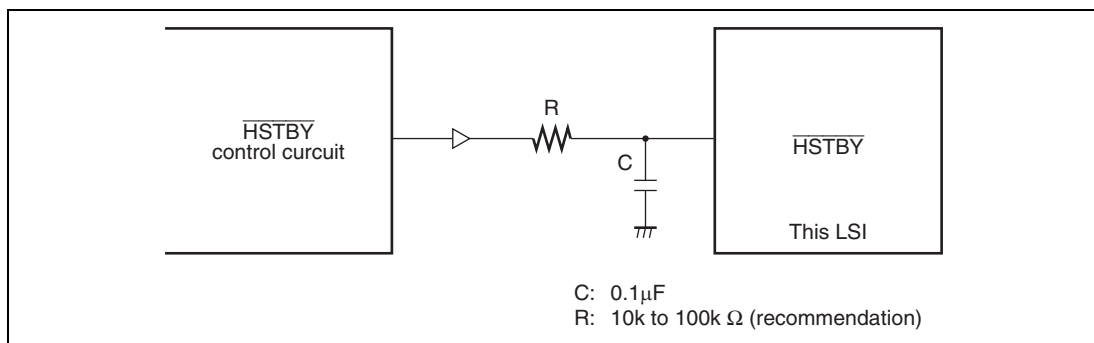 HSTBY
control curcuit
R
C
HSTBY
This LSI
C: 0.1μF
R: 10k to 100k Ω (recommendation)